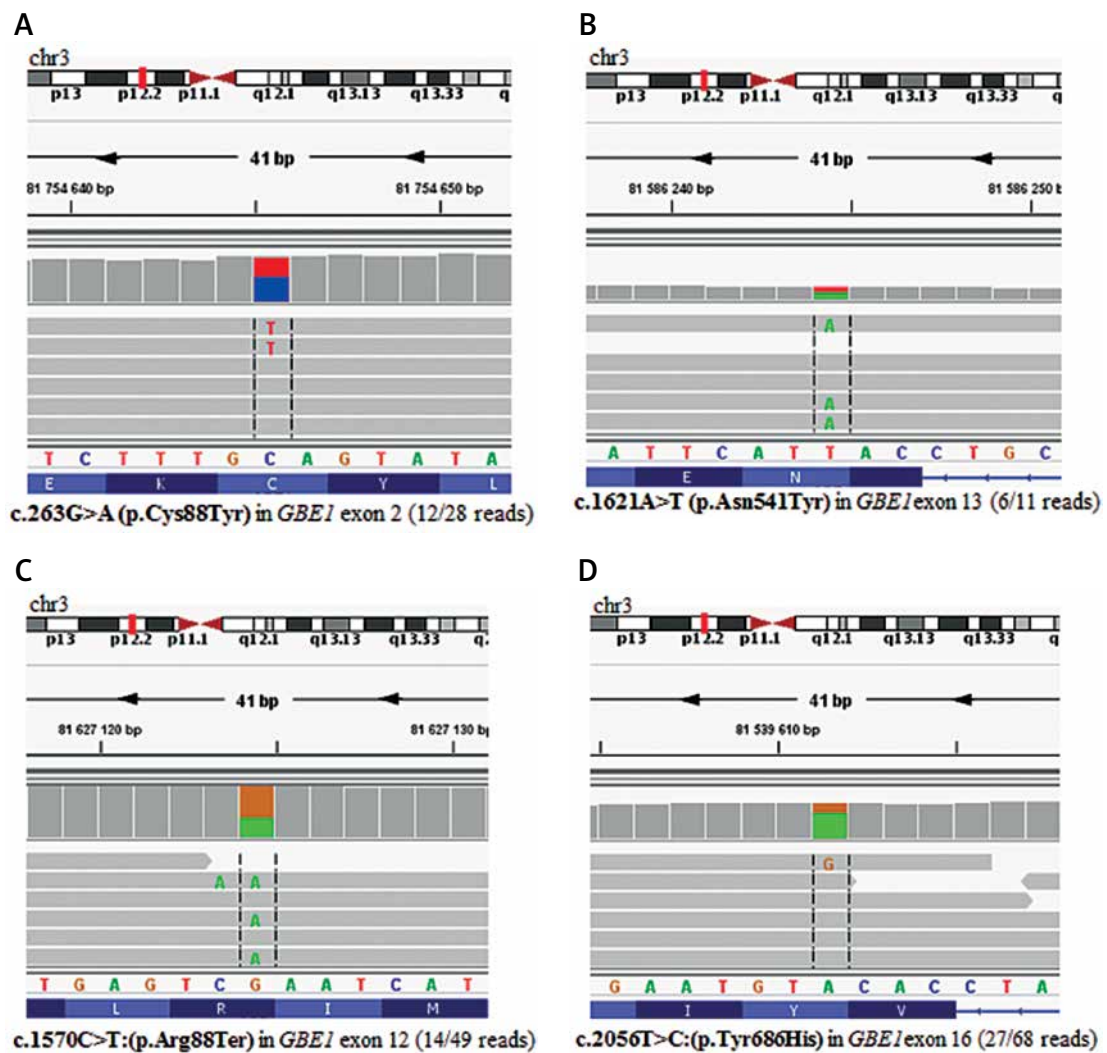 A
chr3
p13 p12.2 p11.1 q12.1 q13.13 q13.33 q
41 bp
81 754 640 bp 81 754 650 bp
T
T
T C T T T G C A G T A T A
E K C Y L
c.263G>A (p.Cys88Tyr) in GBE1 exon 2 (12/28 reads)
B
chr3
p13 p12.2 p11.1 q12.1 q13.13 q13.33 q
41 bp
81 586 240 bp 81 586 250 b
A
A
A
A T T C A T T A C C T G C
E N
c.1621A>T (p.Asn541Tyr) in GBE1 exon 13 (6/11 reads)
C
chr3
p13 p12.2 p11.1 q12.1 q13.13 q13.33 q.
41 bp
81 627 120 bp 81 627 130 bp
A A
A
A
T G A G T C G A A T C A T
L R I M
c.1570C>T:(p.Arg88Ter) in GBE1 exon 12 (14/49 reads)
D
chr3
p13 p12.2 p11.1 q12.1 q13.13 q13.33 q
41 bp
81 539 610 bp
G
G A A T G T A C A C C T A
I Y V
c.2056T>C:(p.Tyr686His) in GBE1 exon 16 (27/68 reads)